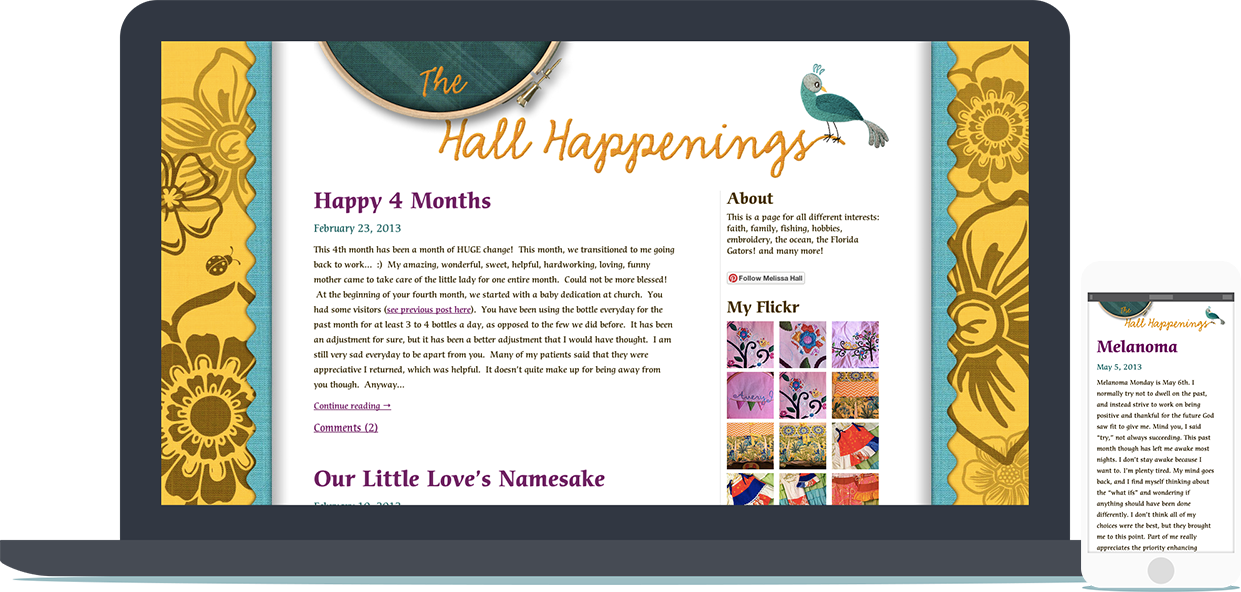 The
Hall Happenings
Happy 4 Months
February 23, 2013
This 4th month has been a month of HUGE change!  This month, we transitioned to me going
back to work...  :)  My amazing, wonderful, sweet, helpful, hardworking, loving, funny
mother came to take care of the little lady for one entire month.  Could not be more blessed!
At the beginning of your fourth month, we started with a baby dedication at church.  You
had some visitors (see previous post here).  You have been using the bottle everyday for the
past month for at least 3 to 4 bottles a day, as opposed to the few we did before.  It has been
an adjustment for sure, but it has been a better adjustment that I would have thought.  I am
still very sad everyday to be apart from you.  Many of my patients said that they were
appreciative I returned, which was helpful.  It doesn't quite make up for being away from
you though.  Anyway...
Continue reading →
Comments (2)
Our Little Love's Namesake
February 19, 2013
About
This is a page for all different interests:
faith, family, fishing, hobbies,
embroidery, the ocean, the Florida
Gators! and many more!
Follow Melissa Hall
My Flickr
Avery
The
Hall Happenings
Melanoma
May 5, 2013
Melanoma Monday is May 6th. I
normally try not to dwell on the past,
and instead strive to work on being
positive and thankful for the future God
saw fit to give me. Mind you, I said
"try," not always succeeding. This past
month though has left me awake most
nights. I don't stay awake because I
want to. I'm plenty tired. My mind goes
back, and I find myself thinking about
the "what ifs" and wondering if
anything should have been done
differently. I don't think all of my
choices were the best, but they brought
me to this point. Part of me really
appreciates the priority enhancing